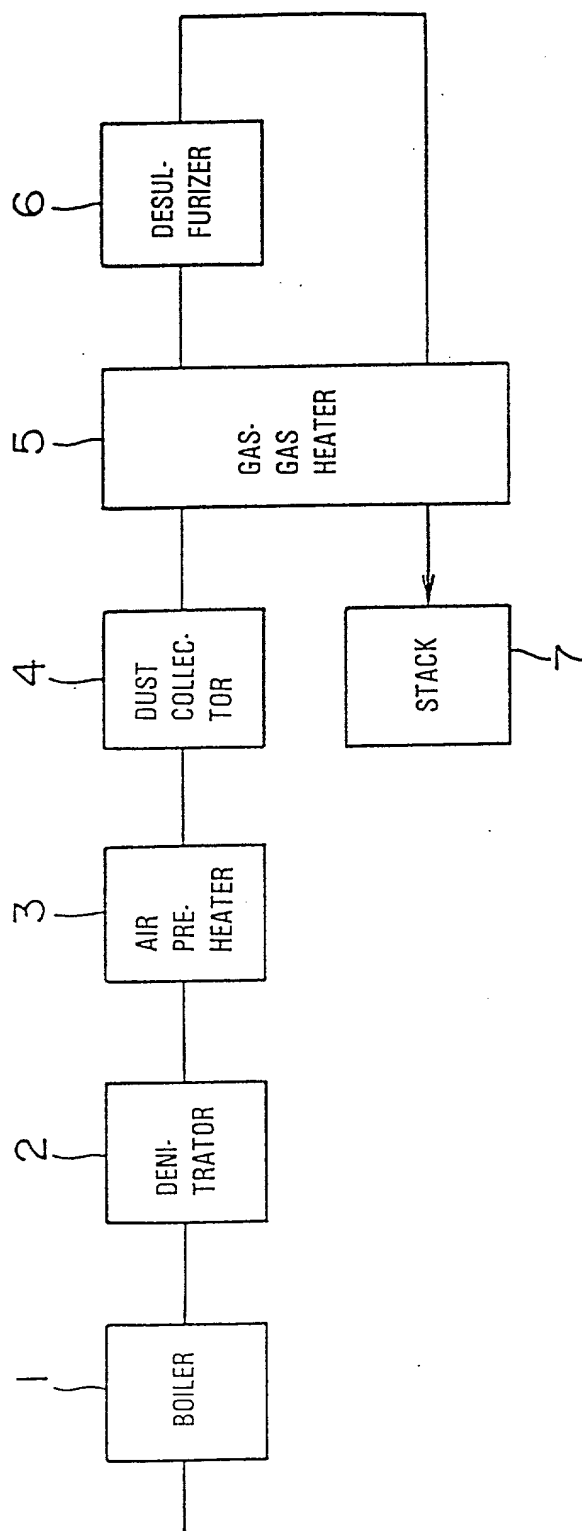 1
BOILER
2
DENI-
TRATOR
3
AIR
PRE-
HEATER
4
DUST
COLLEC-
TOR
5
GAS-
GAS
HEATER
6
DESUL-
FURIZER
STACK
7